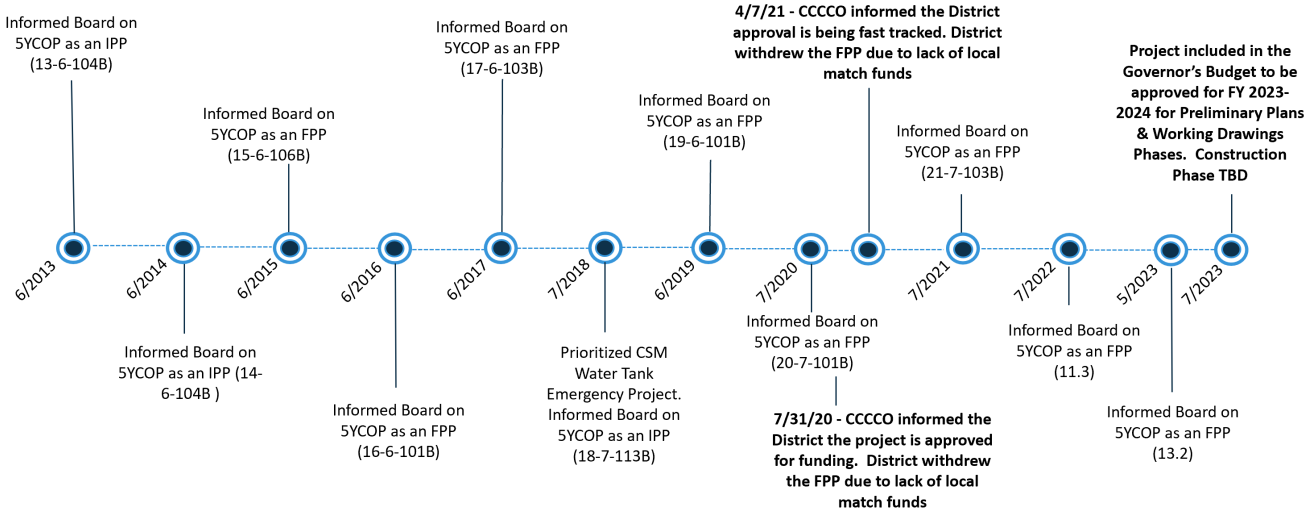 Informed Board on
5YCOP as an IPP
(13-6-104B)
6/2013
Informed Board on
5YCOP as an IPP (14-
6-104B )
6/2014
Informed Board on
5YCOP as an FPP
(15-6-106B)
6/2015
Informed Board on
5YCOP as an FPP
(16-6-101B)
6/2016
Informed Board on
5YCOP as an FPP
(17-6-103B)
6/2017
Prioritized CSM
Water Tank
Emergency Project.
Informed Board on
5YCOP as an IPP
(18-7-113B)
7/2018
Informed Board on
5YCOP as an FPP
(19-6-101B)
6/2019
Informed Board on
5YCOP as an FPP
(20-7-101B)
7/2020
7/31/20 - CCCCO informed the
District the project is approved
for funding.  District withdrew
the FPP due to lack of local
match funds
4/7/21 - CCCCO informed the District
approval is being fast tracked. District
withdrew the FPP due to lack of local
match funds
Informed Board on
5YCOP as an FPP
(21-7-103B)
7/2021
Informed Board on
5YCOP as an FPP
(11.3)
7/2022
Informed Board on
5YCOP as an FPP
(13.2)
5/2023
Project included in the
Governor’s Budget to be
approved for FY 2023-
2024 for Preliminary Plans
& Working Drawings
Phases.  Construction
Phase TBD
7/2023